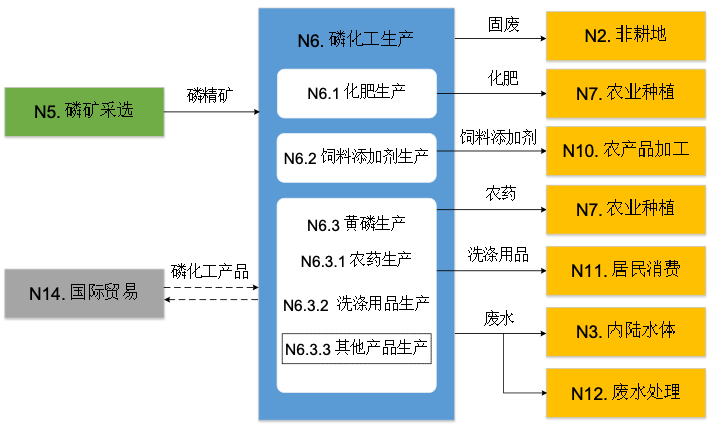 N5. 磷矿采选
磷精矿
N14. 国际贸易
磷化工产品
N6. 磷化工生产
N6.1 化肥生产
N6.2 饲料添加剂生产
N6.3 黄磷生产
N6.3.1 农药生产
N6.3.2 洗涤用品生产
N6.3.3 其他产品生产
固废
N2. 非耕地
化肥
N7. 农业种植
饲料添加剂
N10. 农产品加工
农药
N7. 农业种植
洗涤用品
N11. 居民消费
废水
N3. 内陆水体
N12. 废水处理